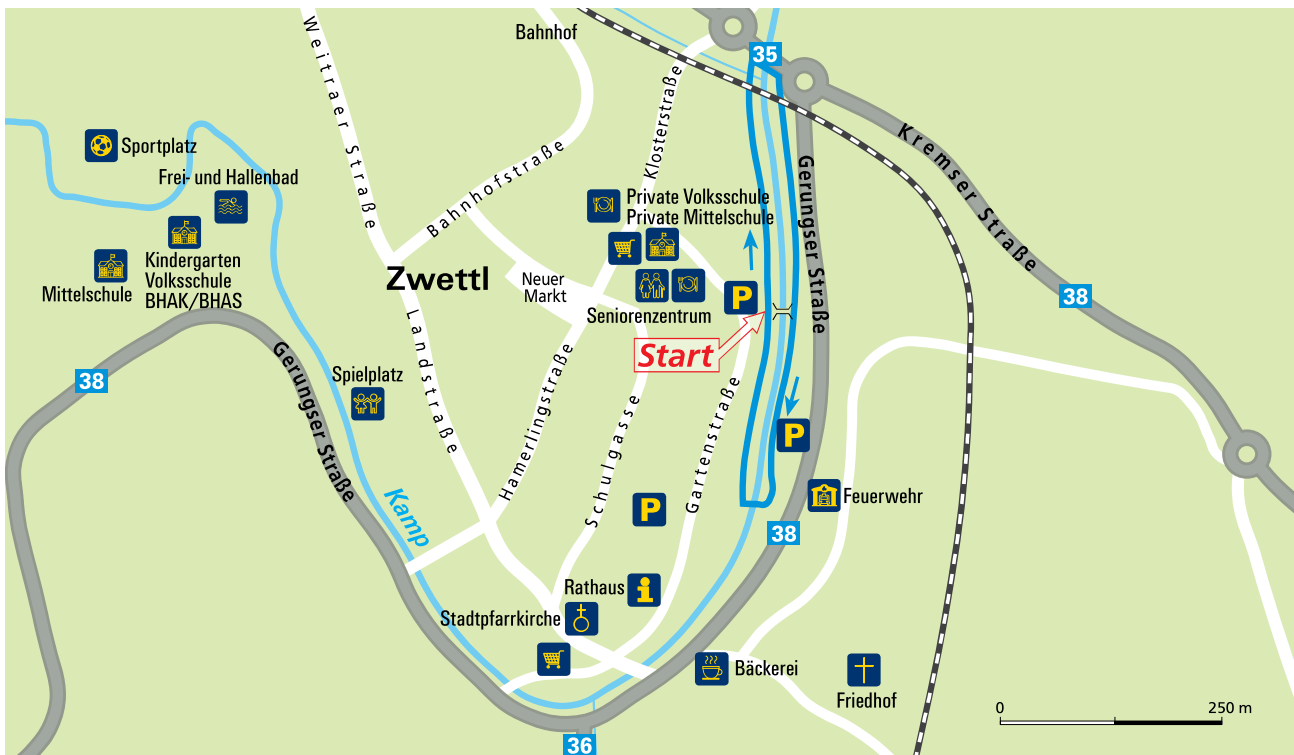 Bahnhof
35
Weitraer Straße
Klosterstraße
Kremser Straße
Sportplatz
Bahnhofstraße
Gerungser Straße
Frei- und Hallenbad
Private Volksschule
Private Mittelschule
Kindergarten
Volksschule
BHAK/BHAS
Mittelschule
Zwettl
Neuer
Markt
P
38
Seniorenzentrum
Start
Landstraße
38
Gerungser Straße
Spielplatz
Hamerlingstraße
Schulgasse
Gartenstraße
P
Kamp
P
Feuerwehr
38
Rathaus
i
Stadtpfarrkirche
Bäckerei
Friedhof
0 250 m
36